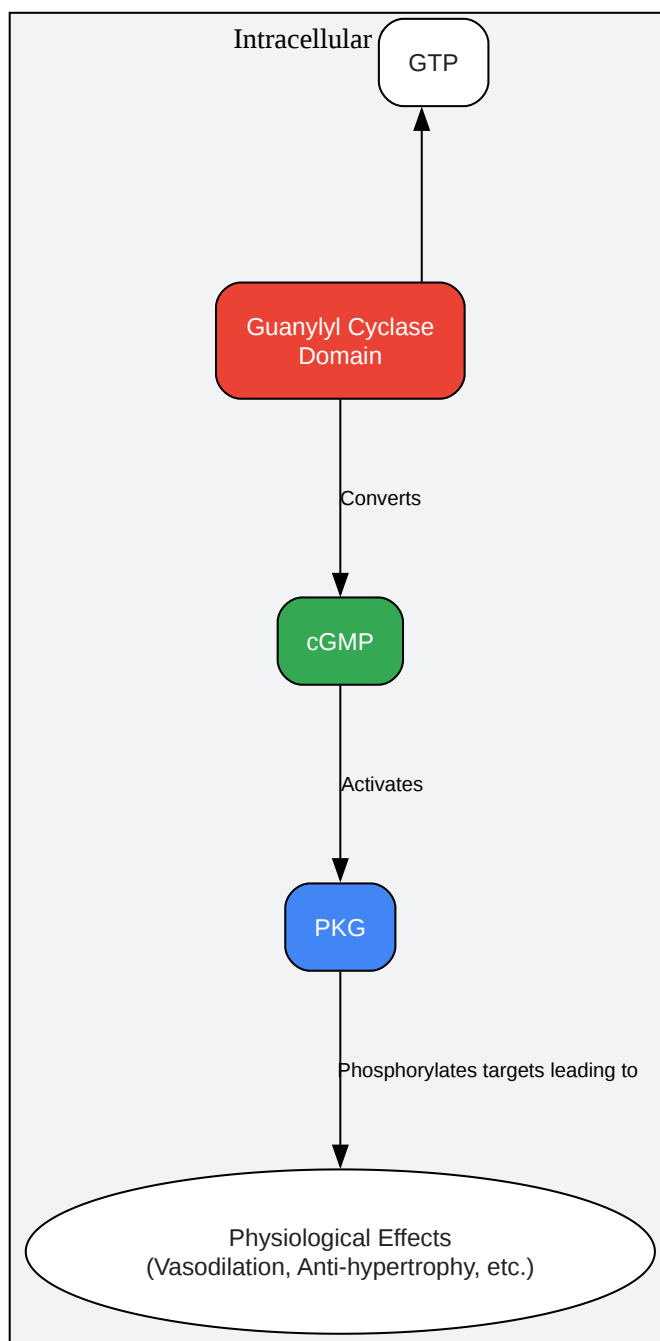 Intracellular
GTP
Guanylyl Cyclase
Domain
Converts
cGMP
Activates
PKG
Phosphorylates targets leading to
Physiological Effects
(Vasodilation, Anti-hypertrophy, etc.)